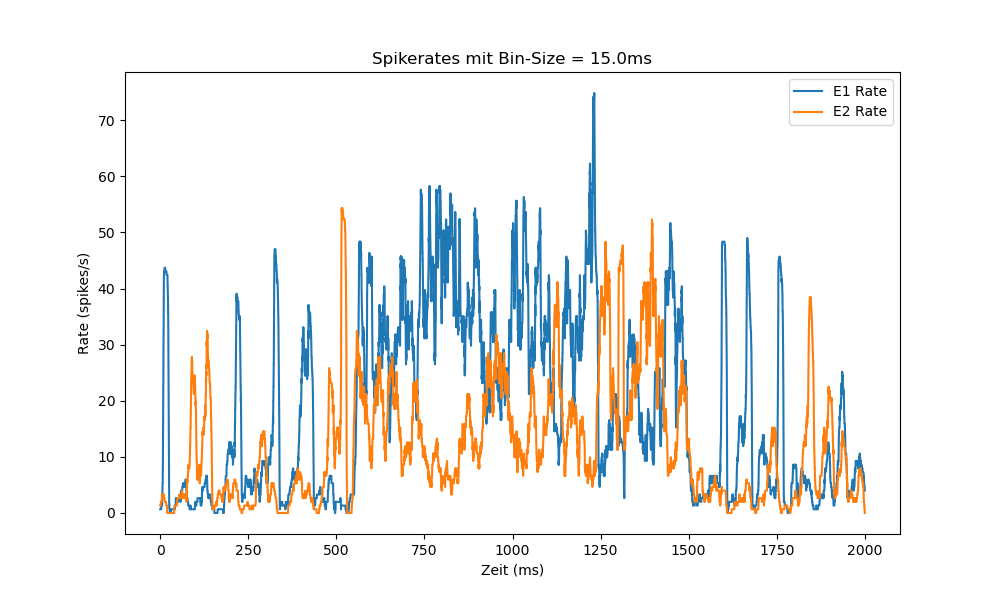 Spikerates mit Bin-Size = 15.0ms
E1 Rate
E2 Rate
Rate (spikes/s)
70
60
50
40
30
20
10
0
0 250 500 750 1000 1250 1500 1750 2000
Zeit (ms)